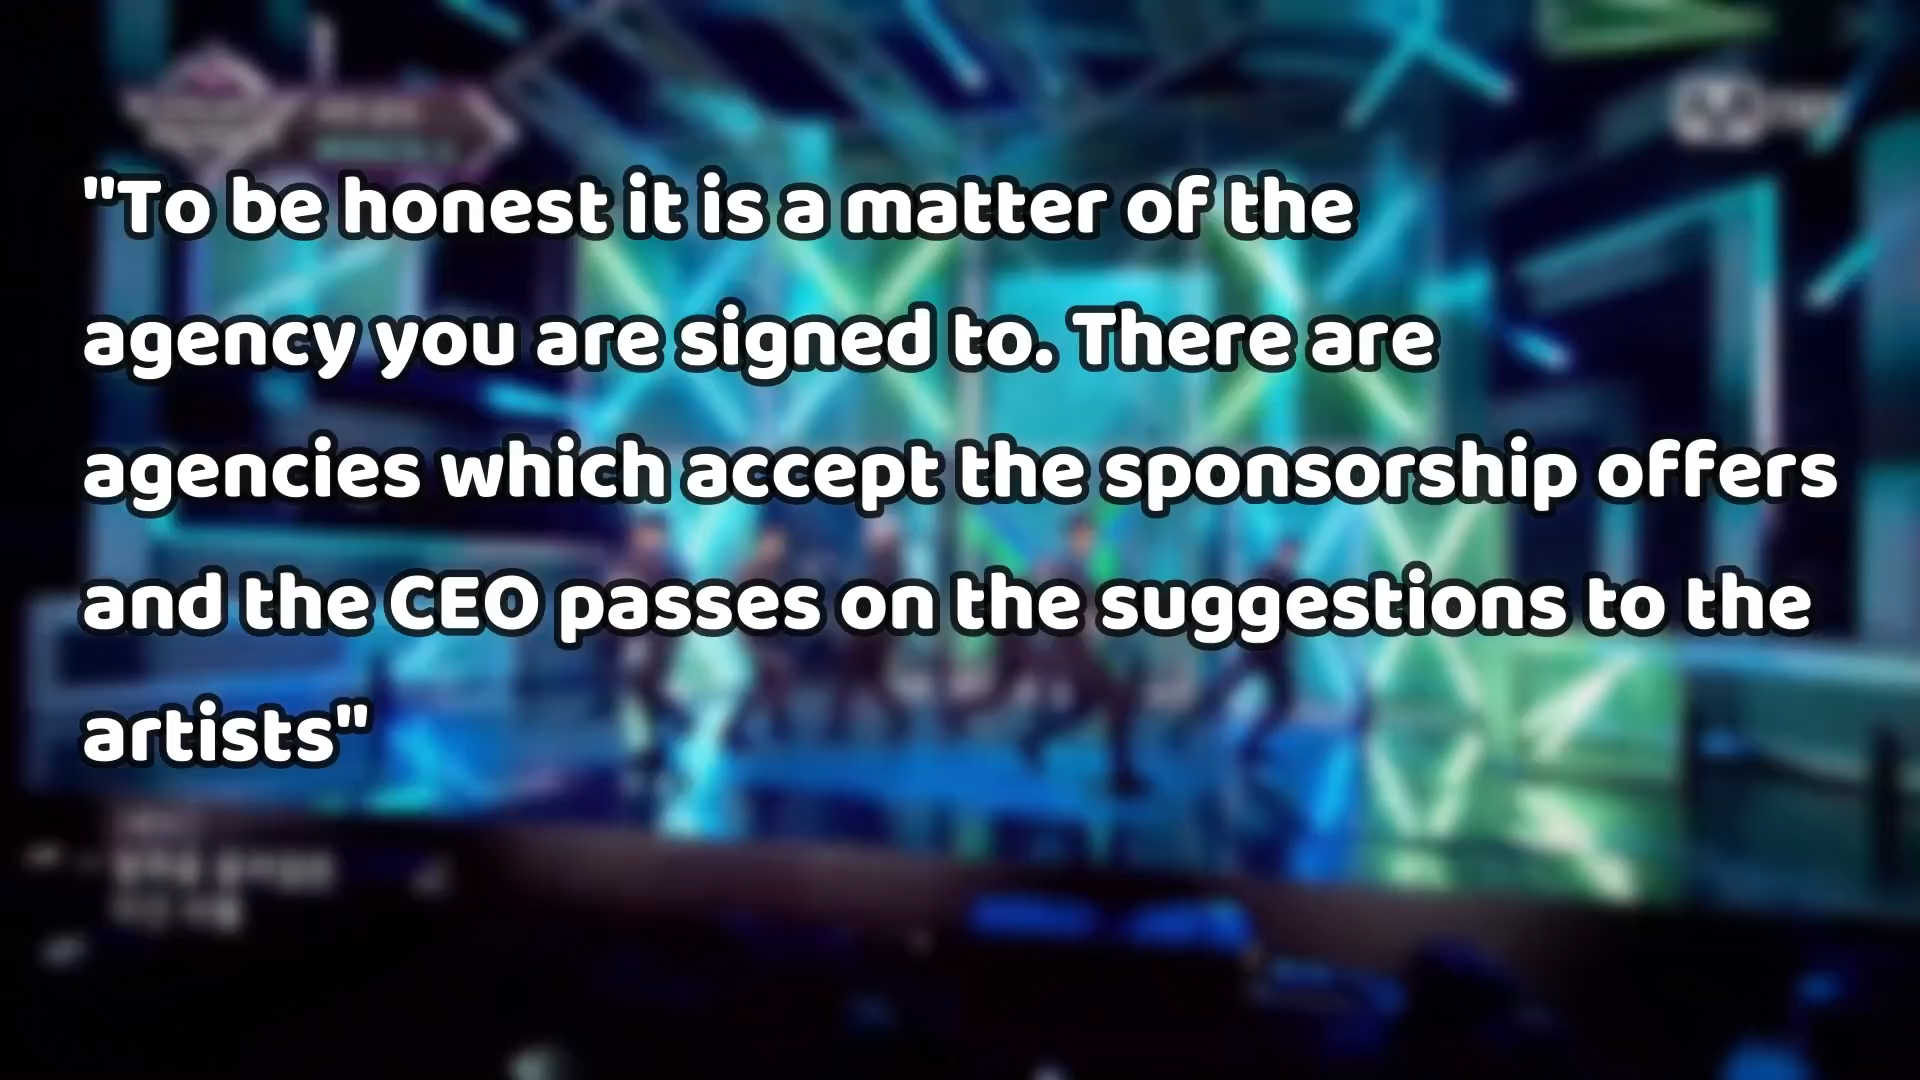 "To be honest it is a matter of the
agency you are signed to. There are
agencies which accept the sponsorship offers
and the CEO passes on the suggestions to the
artists"